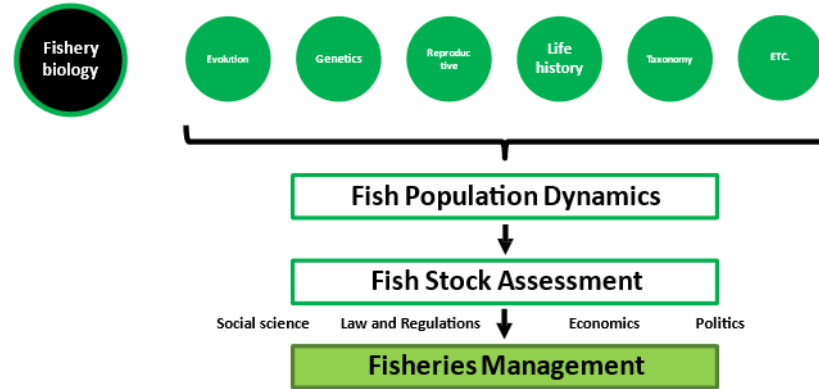 Fishery
biology
Evolution
Genetics
Reproduc
tive
Life
history
Taxonomy
ETC.
Fish Population Dynamics
Fish Stock Assessment
Social science Law and Regulations Economics Politics
Fisheries Management